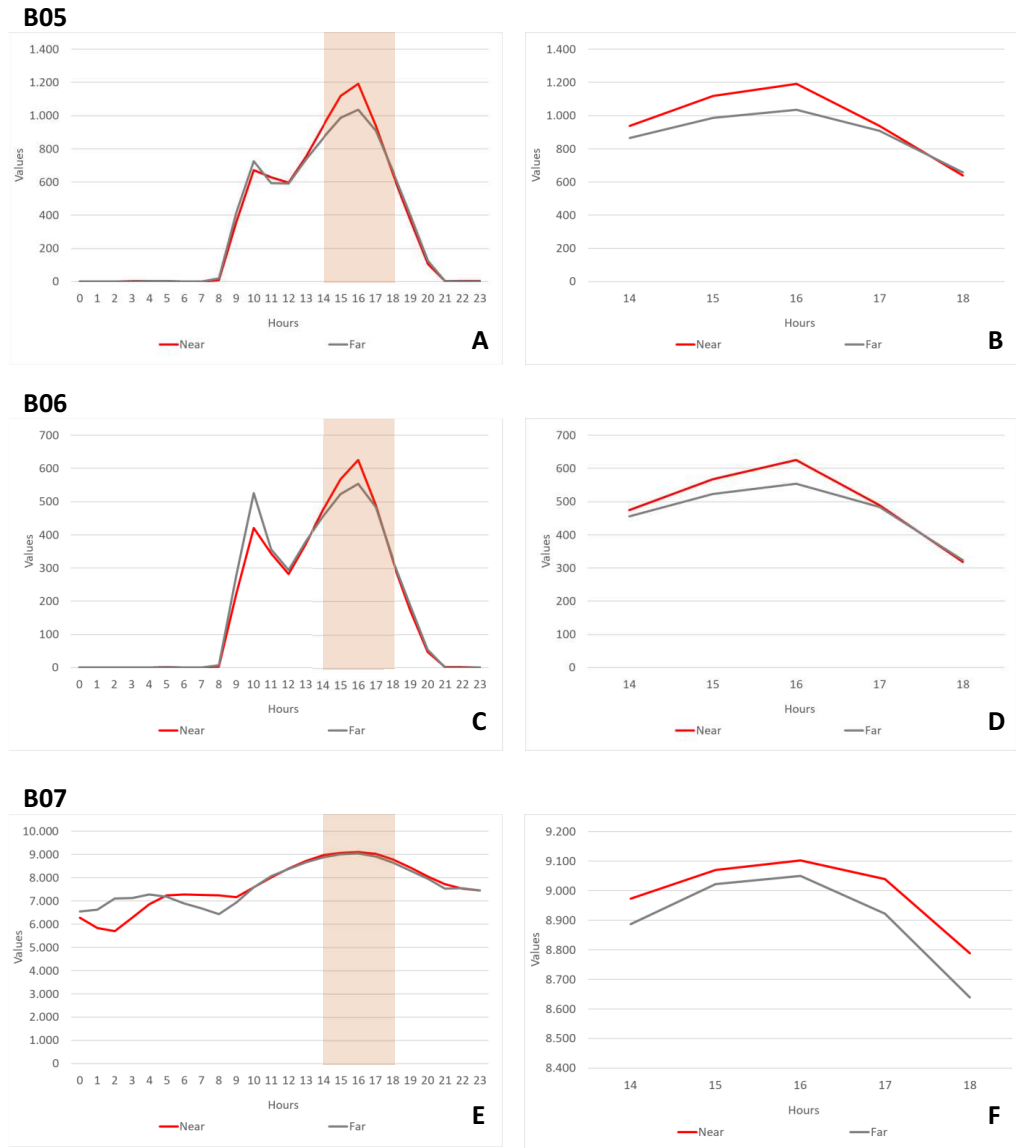 B05
1.400
1.200
1.000
800
600
400
200
0
Values
0 1 2 3 4 5 6 7 8 9 10 11 12 13 14 15 16 17 18 19 20 21 22 23
Hours
Near Far
A
1.400
1.200
1.000
800
600
400
200
0
Values
14 15 16 17 18
Hours
Near Far
B
B06
700
600
500
400
300
200
100
0
Values
0 1 2 3 4 5 6 7 8 9 10 11 12 13 14 15 16 17 18 19 20 21 22 23
Hours
Near Far
C
700
600
500
400
300
200
100
0
Values
14 15 16 17 18
Hours
Near Far
D
B07
10.000
9.000
8.000
7.000
6.000
5.000
4.000
3.000
2.000
1.000
0
Values
0 1 2 3 4 5 6 7 8 9 10 11 12 13 14 15 16 17 18 19 20 21 22 23
Hours
Near Far
E
9.200
9.100
9.000
8.900
8.800
8.700
8.600
8.500
8.400
Values
14 15 16 17 18
Hours
Near Far
F